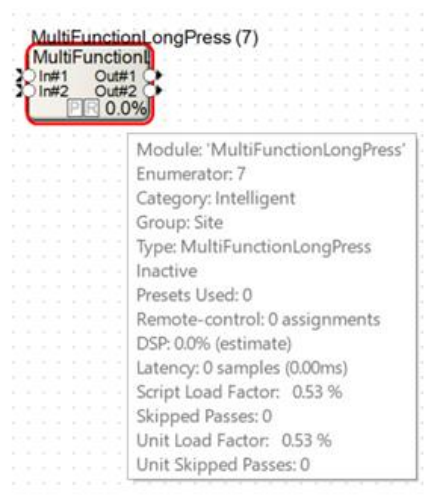 MultiFunctionLongPress (7)
MultiFunctionL
In#1 Out#1
In#2 Out#2
P R 0.0%
Module: 'MultiFunctionLongPress'
Enumerator: 7
Category: Intelligent
Group: Site
Type: MultiFunctionLongPress
Inactive
Presets Used: 0
Remote-control: 0 assignments
DSP: 0.0% (estimate)
Latency: 0 samples (0.00ms)
Script Load Factor: 0.53 %
Skipped Passes: 0
Unit Load Factor: 0.53 %
Unit Skipped Passes: 0